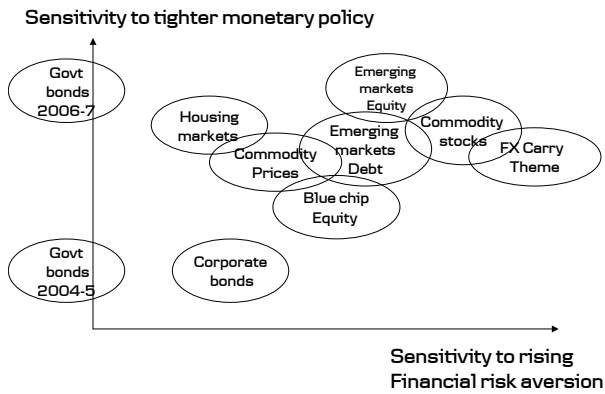 Sensitivity to tighter monetary policy
Govt
bonds
2006-7
Emerging
markets
Equity
Housing
markets
Commodity
stocks
Emerging
markets
Debt
Commodity
Prices
FX Carry
Theme
Blue chip
Equity
Govt
bonds
2004-5
Corporate
bonds
Sensitivity to rising
Financial risk aversion